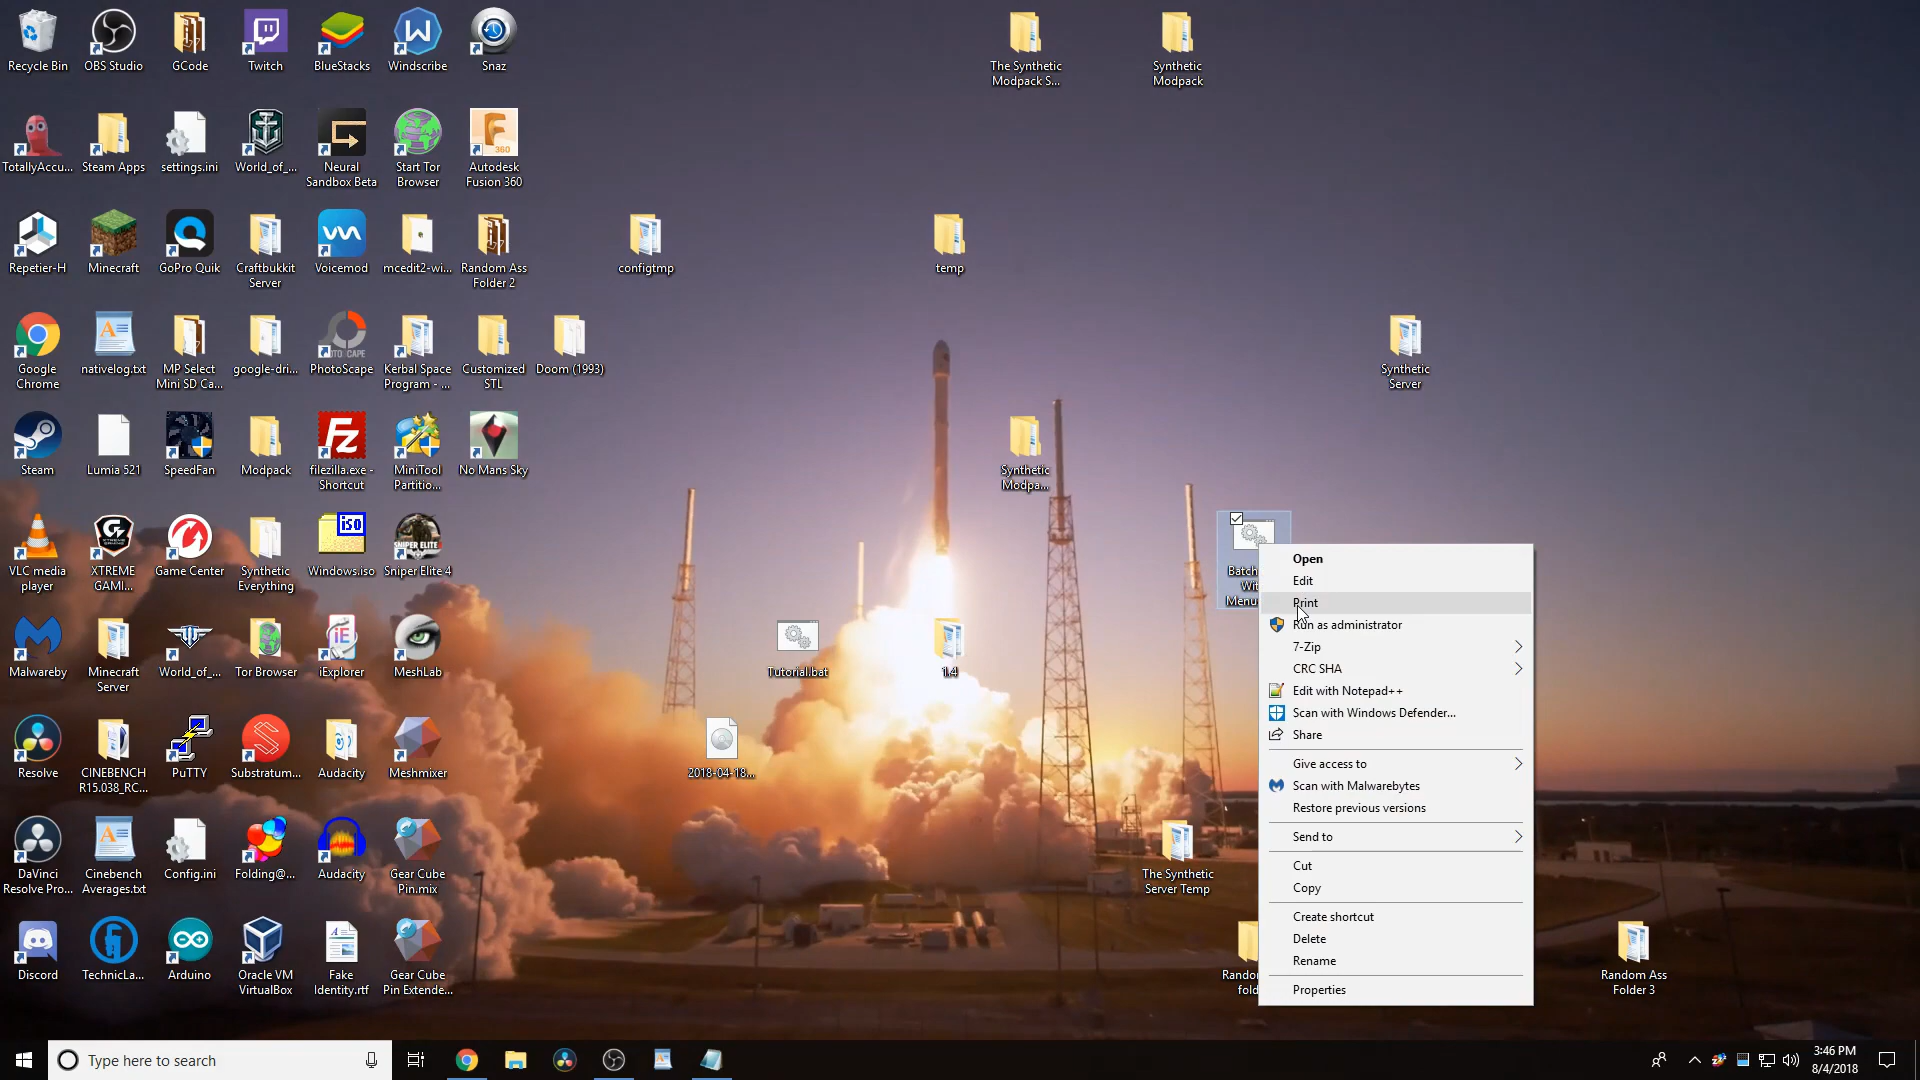 Recycle Bin
OBS Studio
GCode
Twitch
BlueStacks
Windscribe
Snaz
The Synthetic
Modpack S...
Synthetic
Modpack
TotallyAccu...
Steam Apps
settings.ini
World_of_...
Neural
Sandbox Beta
Start Tor
Browser
360
Autodesk
Fusion 360
Repetier-H
Minecraft
GoPro Quik
Craftbukkit
Server
Voicemod
mcedit2-wi...
Random Ass
Folder 2
configtmp
temp
Google
Chrome
nativelog.txt
MP Select
Mini SD Ca...
google-dri...
PhotoScape
Kerbal Space
Program - ...
Customized
STL
Doom (1993)
Synthetic
Server
Steam
Lumia 521
SpeedFan
Modpack
filezilla.exe -
Shortcut
MiniTool
Partitio...
No Mans Sky
Synthetic
Modpa...
VLC media
player
XTREME
GAMI...
Game Center
Synthetic
Everything
iso
Windows.iso
SNIPER ELITE
Sniper Elite 4
Batch
Wit
Menu
Malwareby
Minecraft
Server
World_of_...
Tor Browser
iExplorer
MeshLab
Tutorial.bat
1.4
Resolve
CINEBENCH
R15.038_RC...
PuTTY
Substratum...
Audacity
Meshmixer
2018-04-18...
DaVinci
Resolve Pro...
Cinebench
Averages.txt
Config.ini
Folding@...
Audacity
Gear Cube
Pin.mix
The Synthetic
Server Temp
Discord
TechnicLa...
Arduino
Oracle VM
VirtualBox
Fake
Identity.rtf
Gear Cube
Pin Extende...
Rando
fold
Random Ass
Folder 3
Open
Edit
Print
Run as administrator
7-Zip
CRC SHA
Edit with Notepad++
Scan with Windows Defender...
Share
Give access to
Scan with Malwarebytes
Restore previous versions
Send to
Cut
Copy
Create shortcut
Delete
Rename
Properties
Type here to search
3:46 PM
8/4/2018